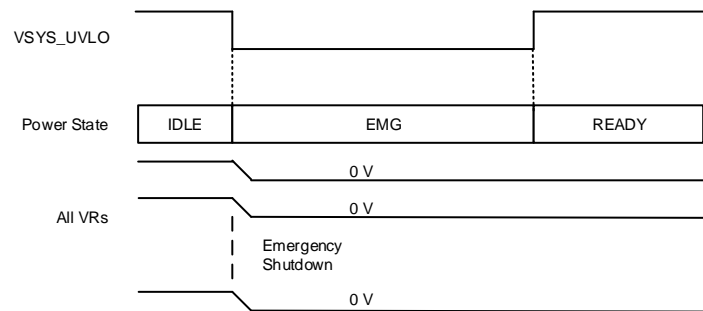 VSYS_UVLO
Power State
IDLE
EMG
READY
0 V
All VRs
0 V
Emergency
Shutdown
0 V